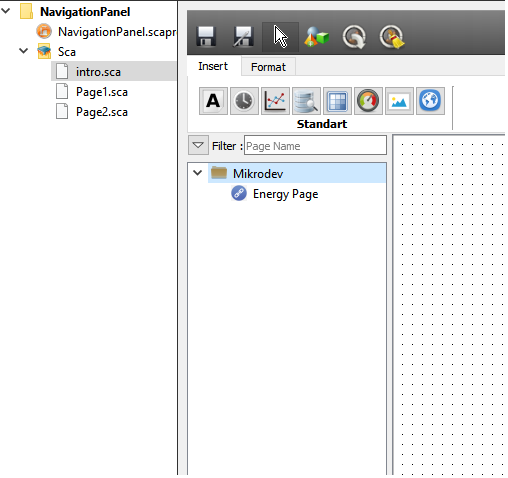 NavigationPanel
NavigationPanel.scapr
Sca
intro.sca
Page1.sca
Page2.sca
Insert Format
A
Standart
Filter : Page Name
Mikrodev
Energy Page